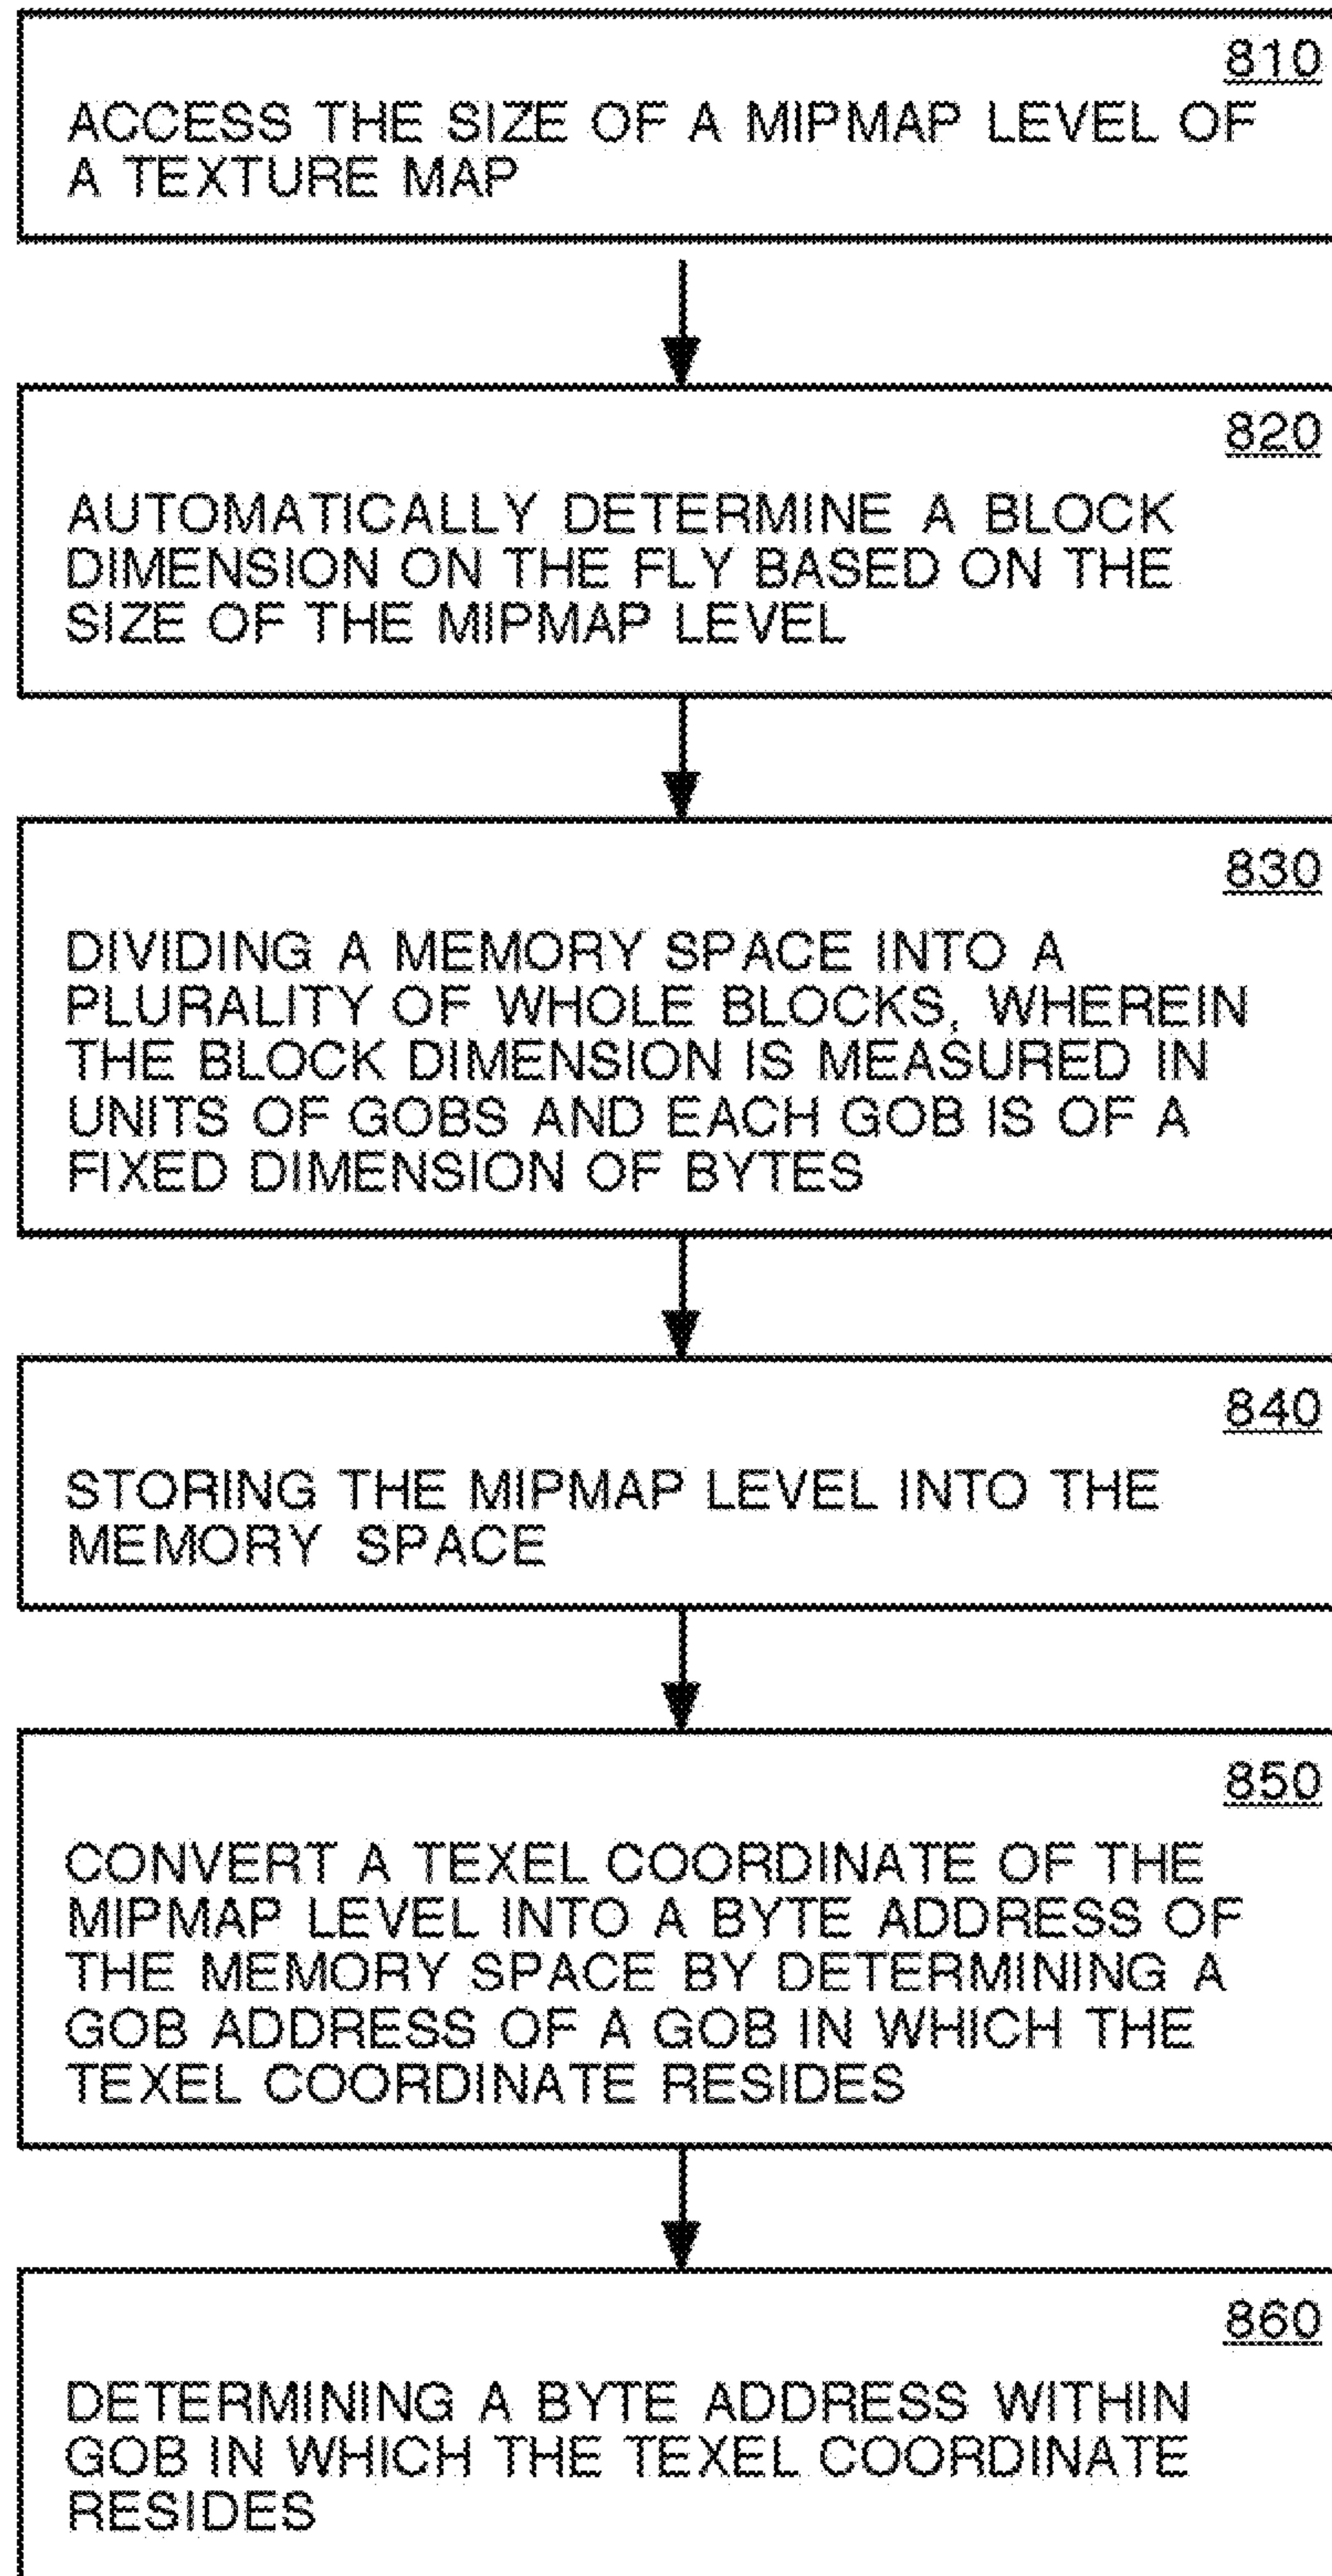 810
ACCESS THE SIZE OF A MIPMAP LEVEL OF
A TEXTURE MAP
820
AUTOMATICALLY DETERMINE A BLOCK
DIMENSION ON THE FLY BASED ON THE
SIZE OF THE MIPMAP LEVEL
830
DIVIDING A MEMORY SPACE INTO A
PLURALITY OF WHOLE BLOCKS, WHEREIN
THE BLOCK DIMENSION IS MEASURED IN
UNITS OF GOBS AND EACH GOB IS OF A
FIXED DIMENSION OF BYTES
840
STORING THE MIPMAP LEVEL INTO THE
MEMORY SPACE
850
CONVERT A TEXEL COORDINATE OF THE
MIPMAP LEVEL INTO A BYTE ADDRESS OF
THE MEMORY SPACE BY DETERMINING A
GOB ADDRESS OF A GOB IN WHICH THE
TEXEL COORDINATE RESIDES
860
DETERMINING A BYTE ADDRESS WITHIN
GOB IN WHICH THE TEXEL COORDINATE
RESIDES